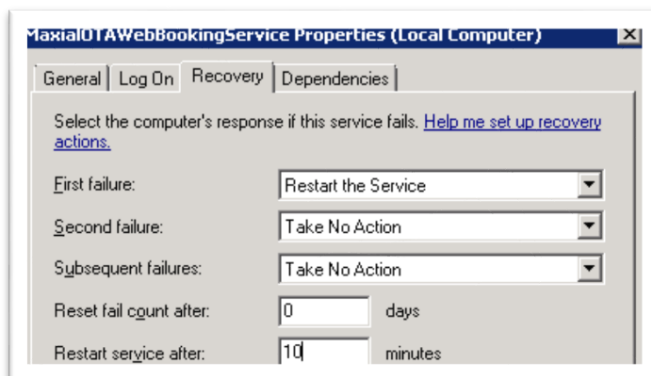 MaxialOTAWebBookingService Properties (Local Computer)
General Log On Recovery Dependencies
Select the computer's response if this service fails. Help me set up recovery
actions.
First failure: Restart the Service
Second failure: Take No Action
Subsequent failures: Take No Action
Reset fail count after: 0 days
Restart service after: 10 minutes